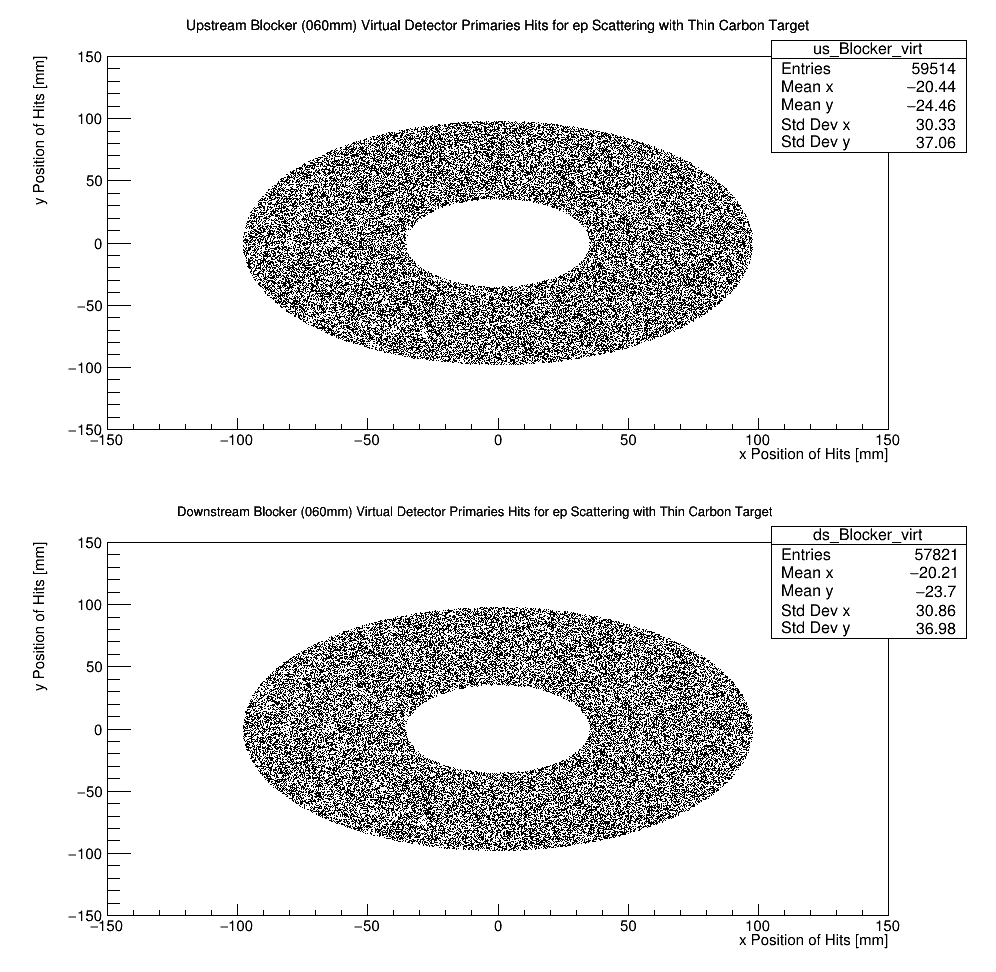 Upstream Blocker (060mm) Virtual Detector Primaries Hits for ep Scattering with Thin Carbon Target
us_Blocker_virt
Entries 59514
Mean x −20.44
Mean y −24.46
Std Dev x 30.33
Std Dev y 37.06
y Position of Hits [mm]
150
100
50
0
−50
−100
−150
−150 −100 −50 0 50 100 150
x Position of Hits [mm]
Downstream Blocker (060mm) Virtual Detector Primaries Hits for ep Scattering with Thin Carbon Target
ds_Blocker_virt
Entries 57821
Mean x −20.21
Mean y −23.7
Std Dev x 30.86
Std Dev y 36.98
y Position of Hits [mm]
150
100
50
0
−50
−100
−150
−150 −100 −50 0 50 100 150
x Position of Hits [mm]